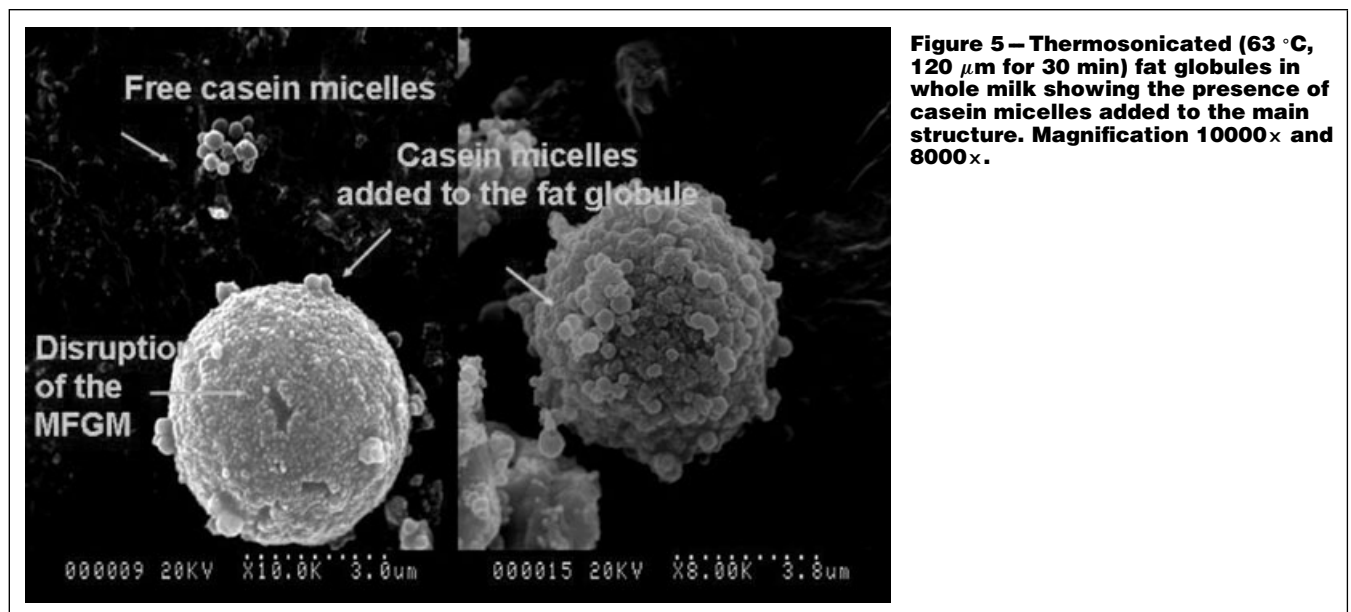 Free casein micelles
Casein micelles
added to the fat globule
Disruption
of the
MFGM
000009 20KV X10.0K 3.0um
000015 20KV X8.00K 3.8um
Figure 5—Thermosonicated (63 °C,
120 μm for 30 min) fat globules in
whole milk showing the presence of
casein micelles added to the main
structure. Magnification 10000× and
8000×.